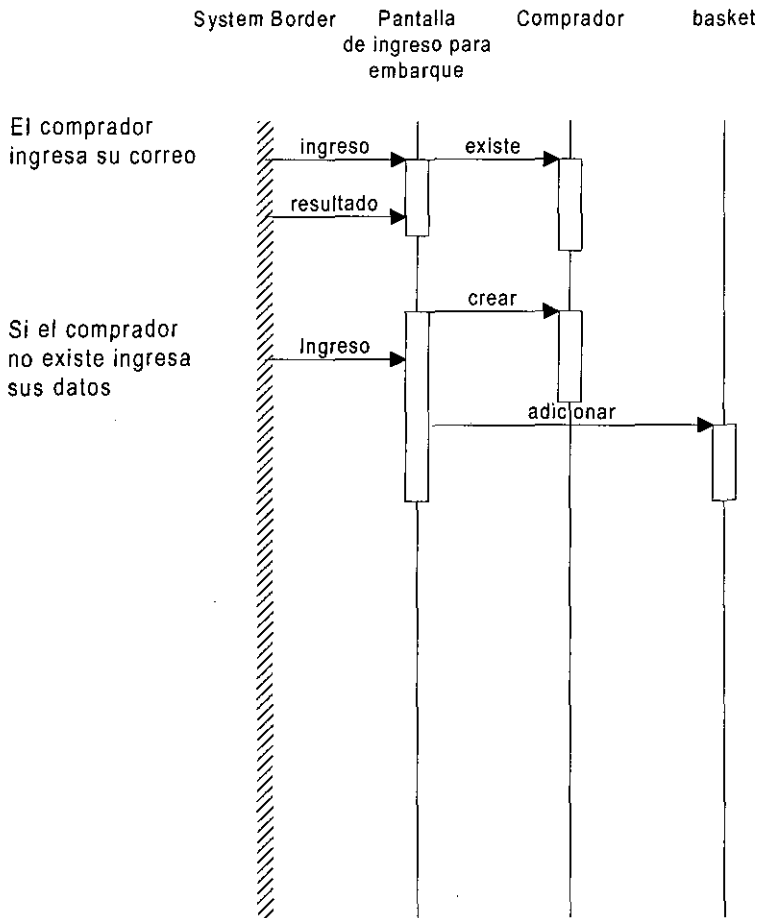 System Border
Pantalla
de ingreso para
embarque
Comprador
basket
El comprador
ingresa su correo
ingreso
existe
resultado
crear
Si el comprador
no existe ingresa
sus datos
Ingreso
adicionar